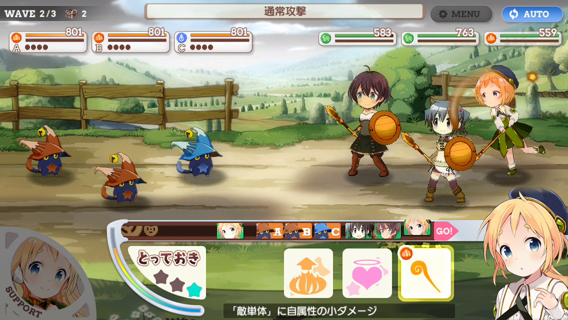 WAVE 2/3 2
通常攻撃
MENU
AUTO
801 801 801 583 763 559
A B C
A B C GO!
とっておき
SUPPORT
「敵単体」に自属性の小ダメージ